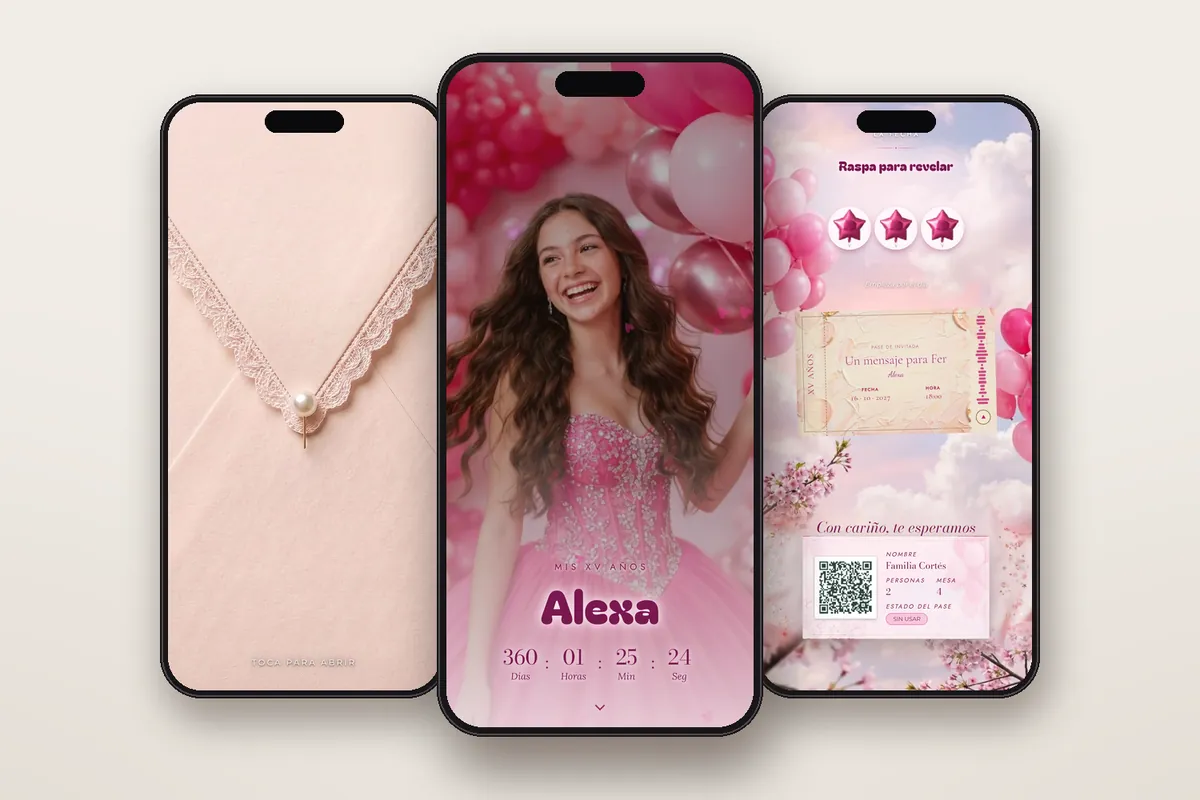 TOCA PARA ABRIR
MIS XV AÑOS
Alexa
360 : 01 : 25 : 24
Días Horas Min Seg
Raspa para revelar
XV AÑOS
PASE DE INVITADA
Un mensaje para Fer
Alexa
FECHA HORA
16 · 10 · 2027 18:00
Con cariño, te esperamos
NOMBRE
Familia Cortés
PERSONAS MESA
2 4
ESTADO DEL PASE
SIN USAR